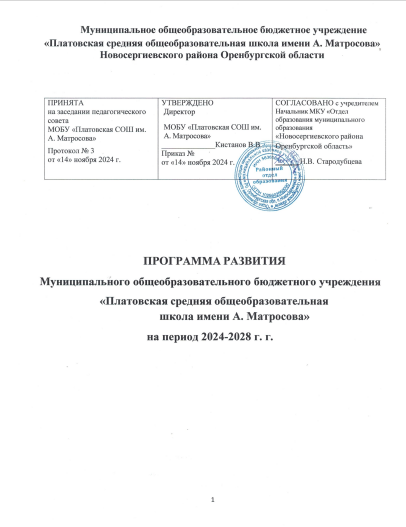 Муниципальное общеобразовательное бюджетное учреждение
«Платовская средняя общеобразовательная школа имени А. Матросова»
Новосергиевского района Оренбургской области
ПРИНЯТА
на заседании педагогического
совета
МОБУ «Платовская СОШ им.
А. Матросова»
Протокол № 3
от «14» ноября 2024 г.
УТВЕРЖДЕНО
Директор
МОБУ «Платовская СОШ им.
А. Матросова»
Кистанов В.В.
Приказ №
от «14» ноября 2024 г.
СОГЛАСОВАНО с учредителем
Начальник МКУ «Отдел
образования муниципального
образования
«Новосергиевского района
Оренбургской области»
Н.В. Стародубцева
Районный
отдел
образования
ПРОГРАММА РАЗВИТИЯ
Муниципального общеобразовательного бюджетного учреждения
«Платовская средняя общеобразовательная
школа имени А. Матросова»
на период 2024-2028 г. г.
1